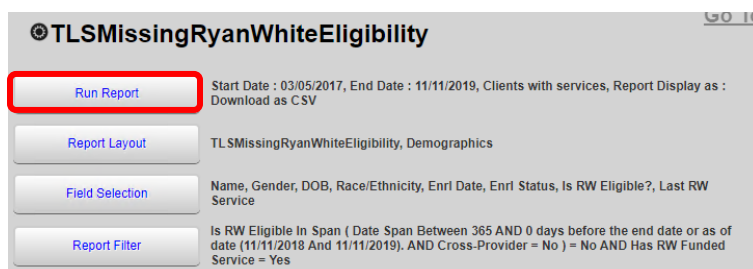 Go To
TLSMissingRyanWhiteEligibility
Run Report
Start Date : 03/05/2017, End Date : 11/11/2019, Clients with services, Report Display as :
Download as CSV
Report Layout
TLSMissingRyanWhiteEligibility, Demographics
Field Selection
Name, Gender, DOB, Race/Ethnicity, Enrl Date, Enrl Status, Is RW Eligible?, Last RW
Service
Report Filter
Is RW Eligible In Span ( Date Span Between 365 AND 0 days before the end date or as of
date (11/11/2018 And 11/11/2019). AND Cross-Provider = No ) = No AND Has RW Funded
Service = Yes